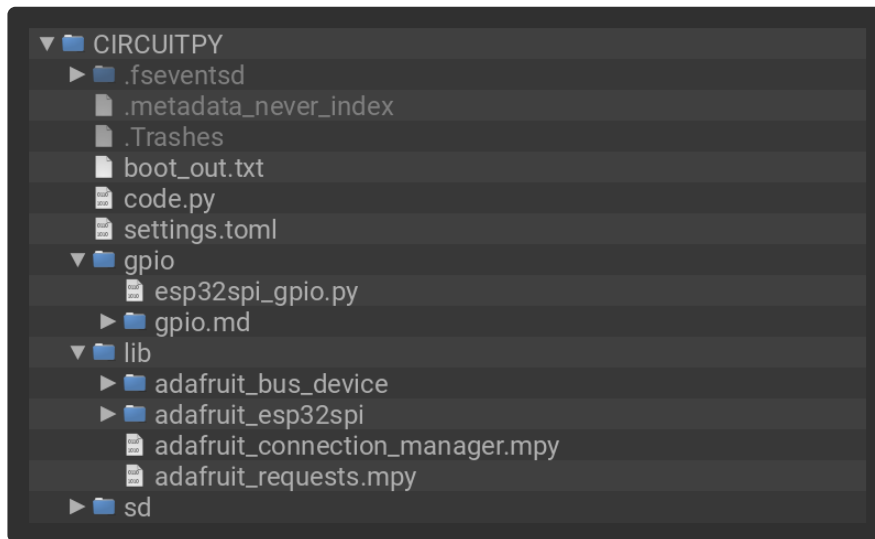 CIRCUITPY
.fseventsd
.metadata_never_index
.Trashes
boot_out.txt
code.py
settings.toml
gpio
esp32spi_gpio.py
gpio.md
lib
adafruit_bus_device
adafruit_esp32spi
adafruit_connection_manager.mpy
adafruit_requests.mpy
sd